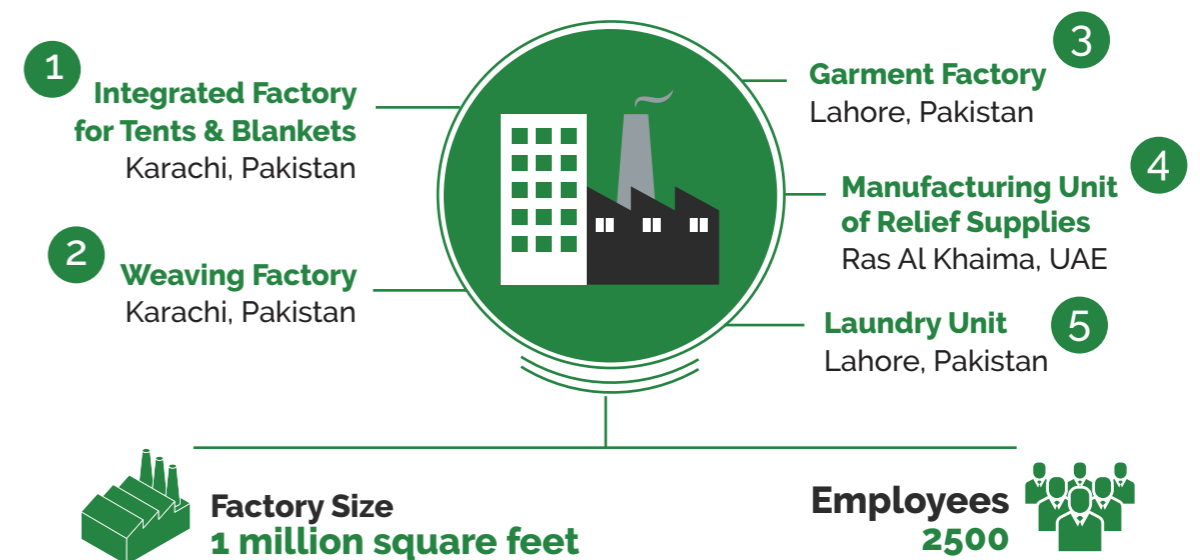 1
Integrated Factory
for Tents & Blankets
Karachi, Pakistan
2
Weaving Factory
Karachi, Pakistan
3
Garment Factory
Lahore, Pakistan
4
Manufacturing Unit
of Relief Supplies
Ras Al Khaima, UAE
5
Laundry Unit
Lahore, Pakistan
Factory Size
1 million square feet
Employees
2500